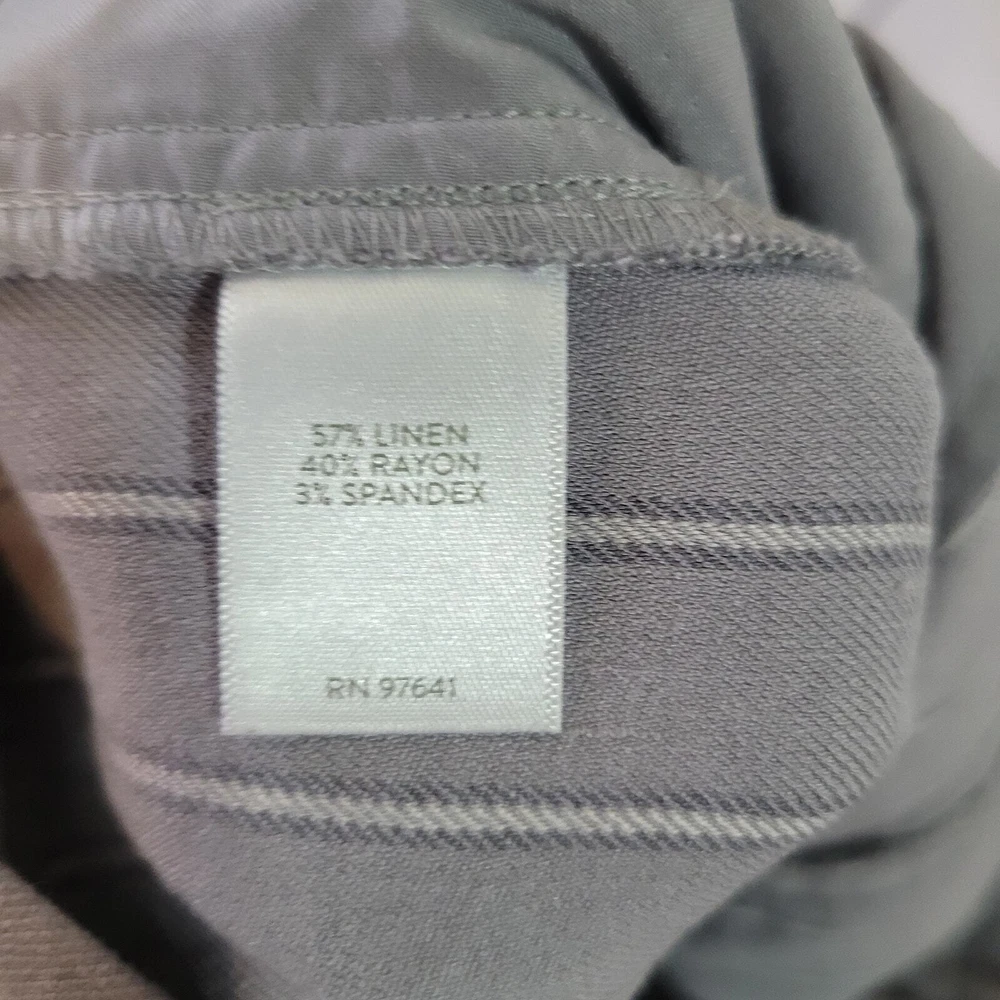 57% LINEN
40% RAYON
3% SPANDEX
RN 97641